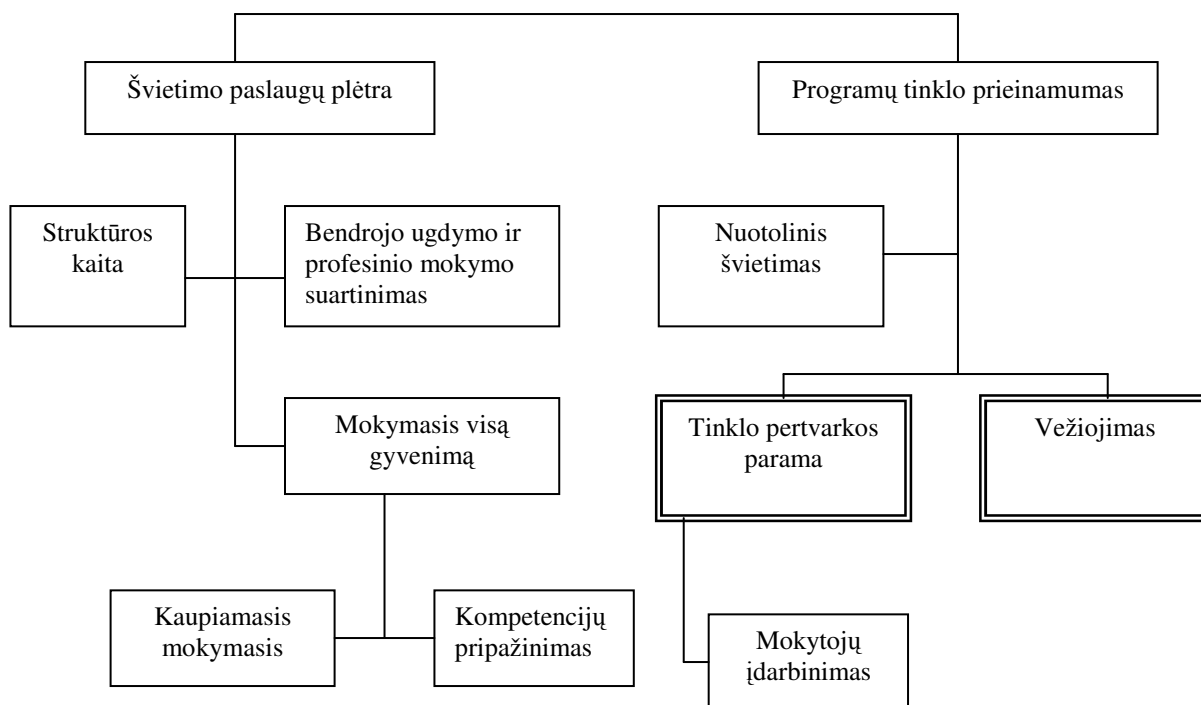 Švietimo paslaugų plėtra
Programų tinklo prieinamumas
Struktūros
kaita
Bendrojo ugdymo ir
profesinio mokymo
suartinimas
Nuotolinis
švietimas
Mokymasis visą
gyvenimą
Tinklo pertvarkos
parama
Vežiojimas
Kaupiamasis
mokymasis
Kompetencijų
pripažinimas
Mokytojų
įdarbinimas